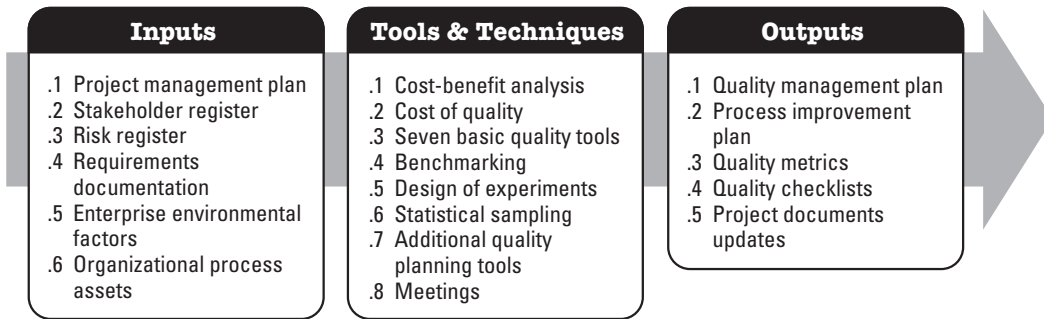 Inputs
.1 Project management plan
.2 Stakeholder register
.3 Risk register
.4 Requirements
documentation
.5 Enterprise environmental
factors
.6 Organizational process
assets
Tools & Techniques
.1 Cost-benefit analysis
.2 Cost of quality
.3 Seven basic quality tools
.4 Benchmarking
.5 Design of experiments
.6 Statistical sampling
.7 Additional quality
planning tools
.8 Meetings
Outputs
.1 Quality management plan
.2 Process improvement
plan
.3 Quality metrics
.4 Quality checklists
.5 Project documents
updates